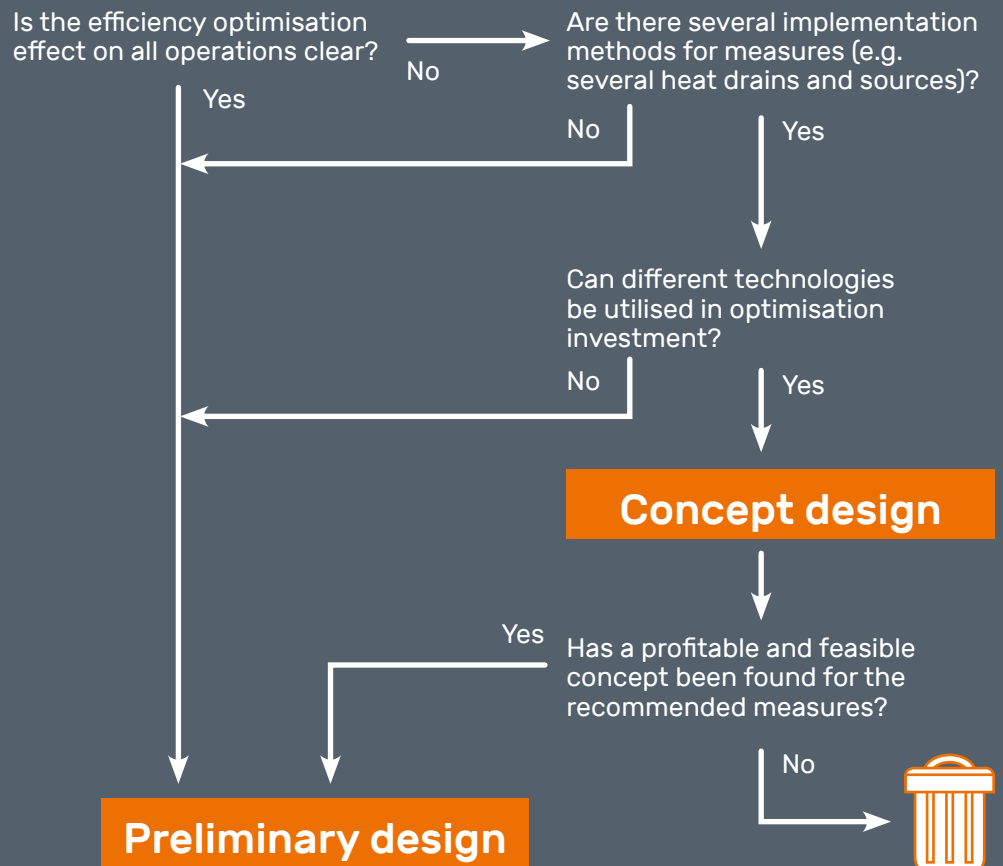 Is the efficiency optimisation
effect on all operations clear?
No
Are there several implementation
methods for measures (e.g.
several heat drains and sources)?
Yes
No
Yes
Can different technologies
be utilised in optimisation
investment?
No
Yes
Concept design
Yes
Has a profitable and feasible
concept been found for the
recommended measures?
No
Preliminary design